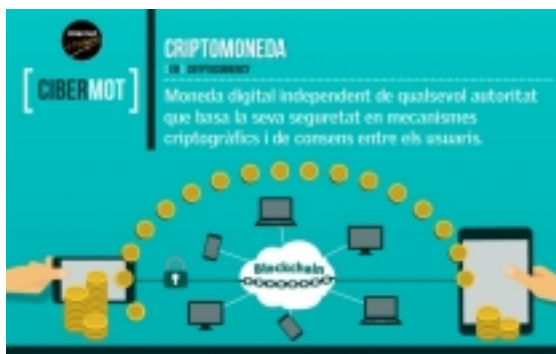 CRIPTOMONEDA
[ CIBERMOT ]
Moneda digital independent de qualsevol autoritat
que basa la seva seguretat en mecanismes
criptogràfics i de consens entre els usuaris.
Blockchain